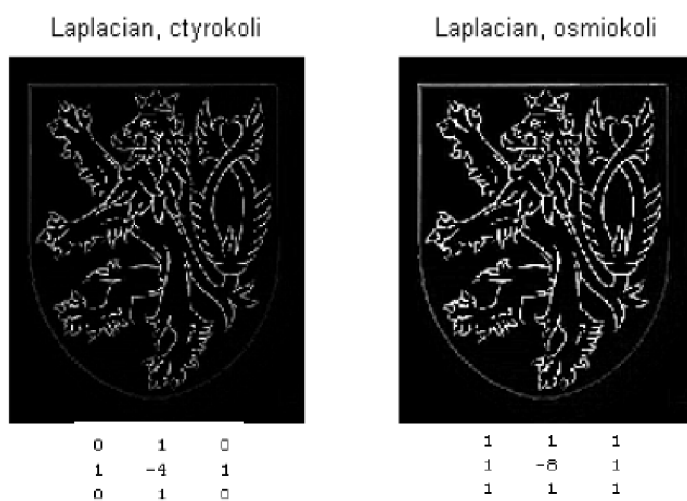 Laplacian, ctyrokoli
Laplacian, osmiokoli
0 1 0
1 -4 1
0 1 0
1 1 1
1 -8 1
1 1 1